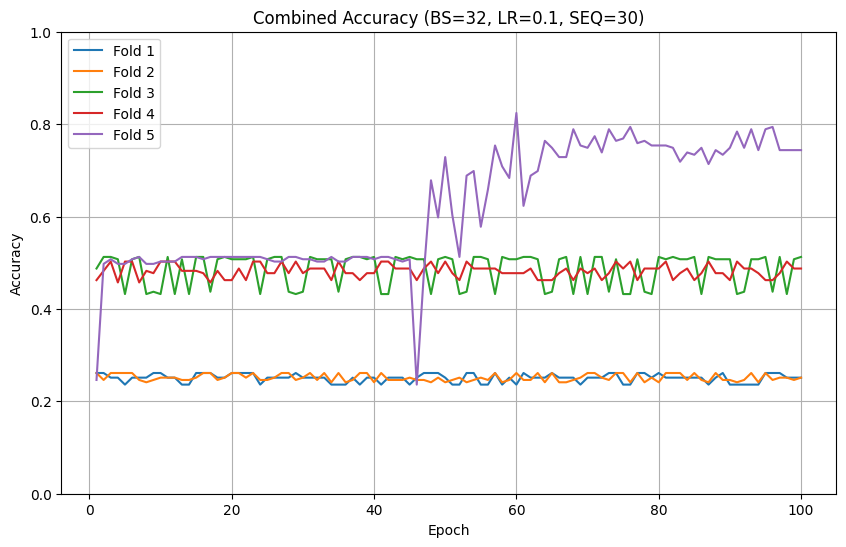 Combined Accuracy (BS=32, LR=0.1, SEQ=30)
1.0
0.8
0.6
0.4
0.2
0.0
Accuracy
Fold 1
Fold 2
Fold 3
Fold 4
Fold 5
0 20 40 60 80 100
Epoch